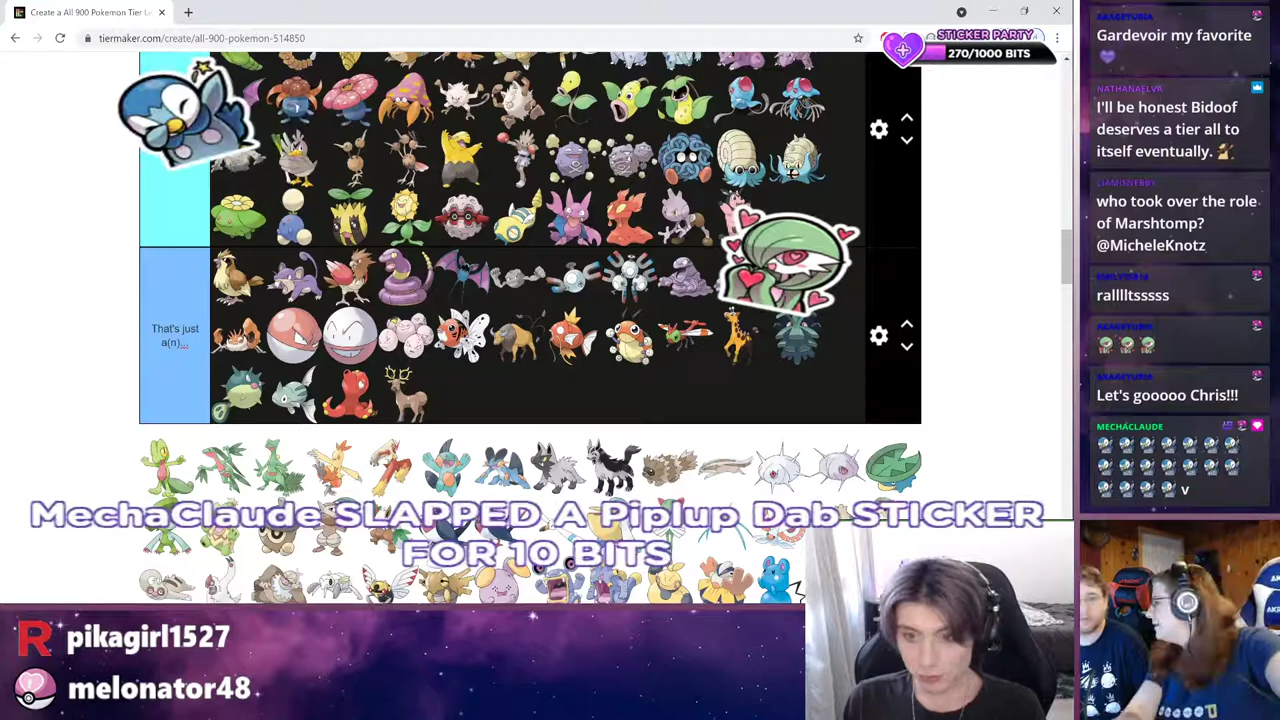 Create a All 900 Pokemon Tier Li
tiermaker.com/create/all-900-pokemon-514850
STICKER PARTY
270/1000 BITS
Gardevoir my favorite
NATHANAELVA
I'll be honest Bidoof
deserves a tier all to
itself eventually.
who took over the role
of Marshtomp?
@MicheleKnotz
ralllltsssss
Let's gooooo Chris!!!
MECHACLAUDE
V
That's just
a(n)...
MechaClaude SLAPPED A Piplup Dab STICKER
FOR 10 BITS
R pikagirl1527
melonator48